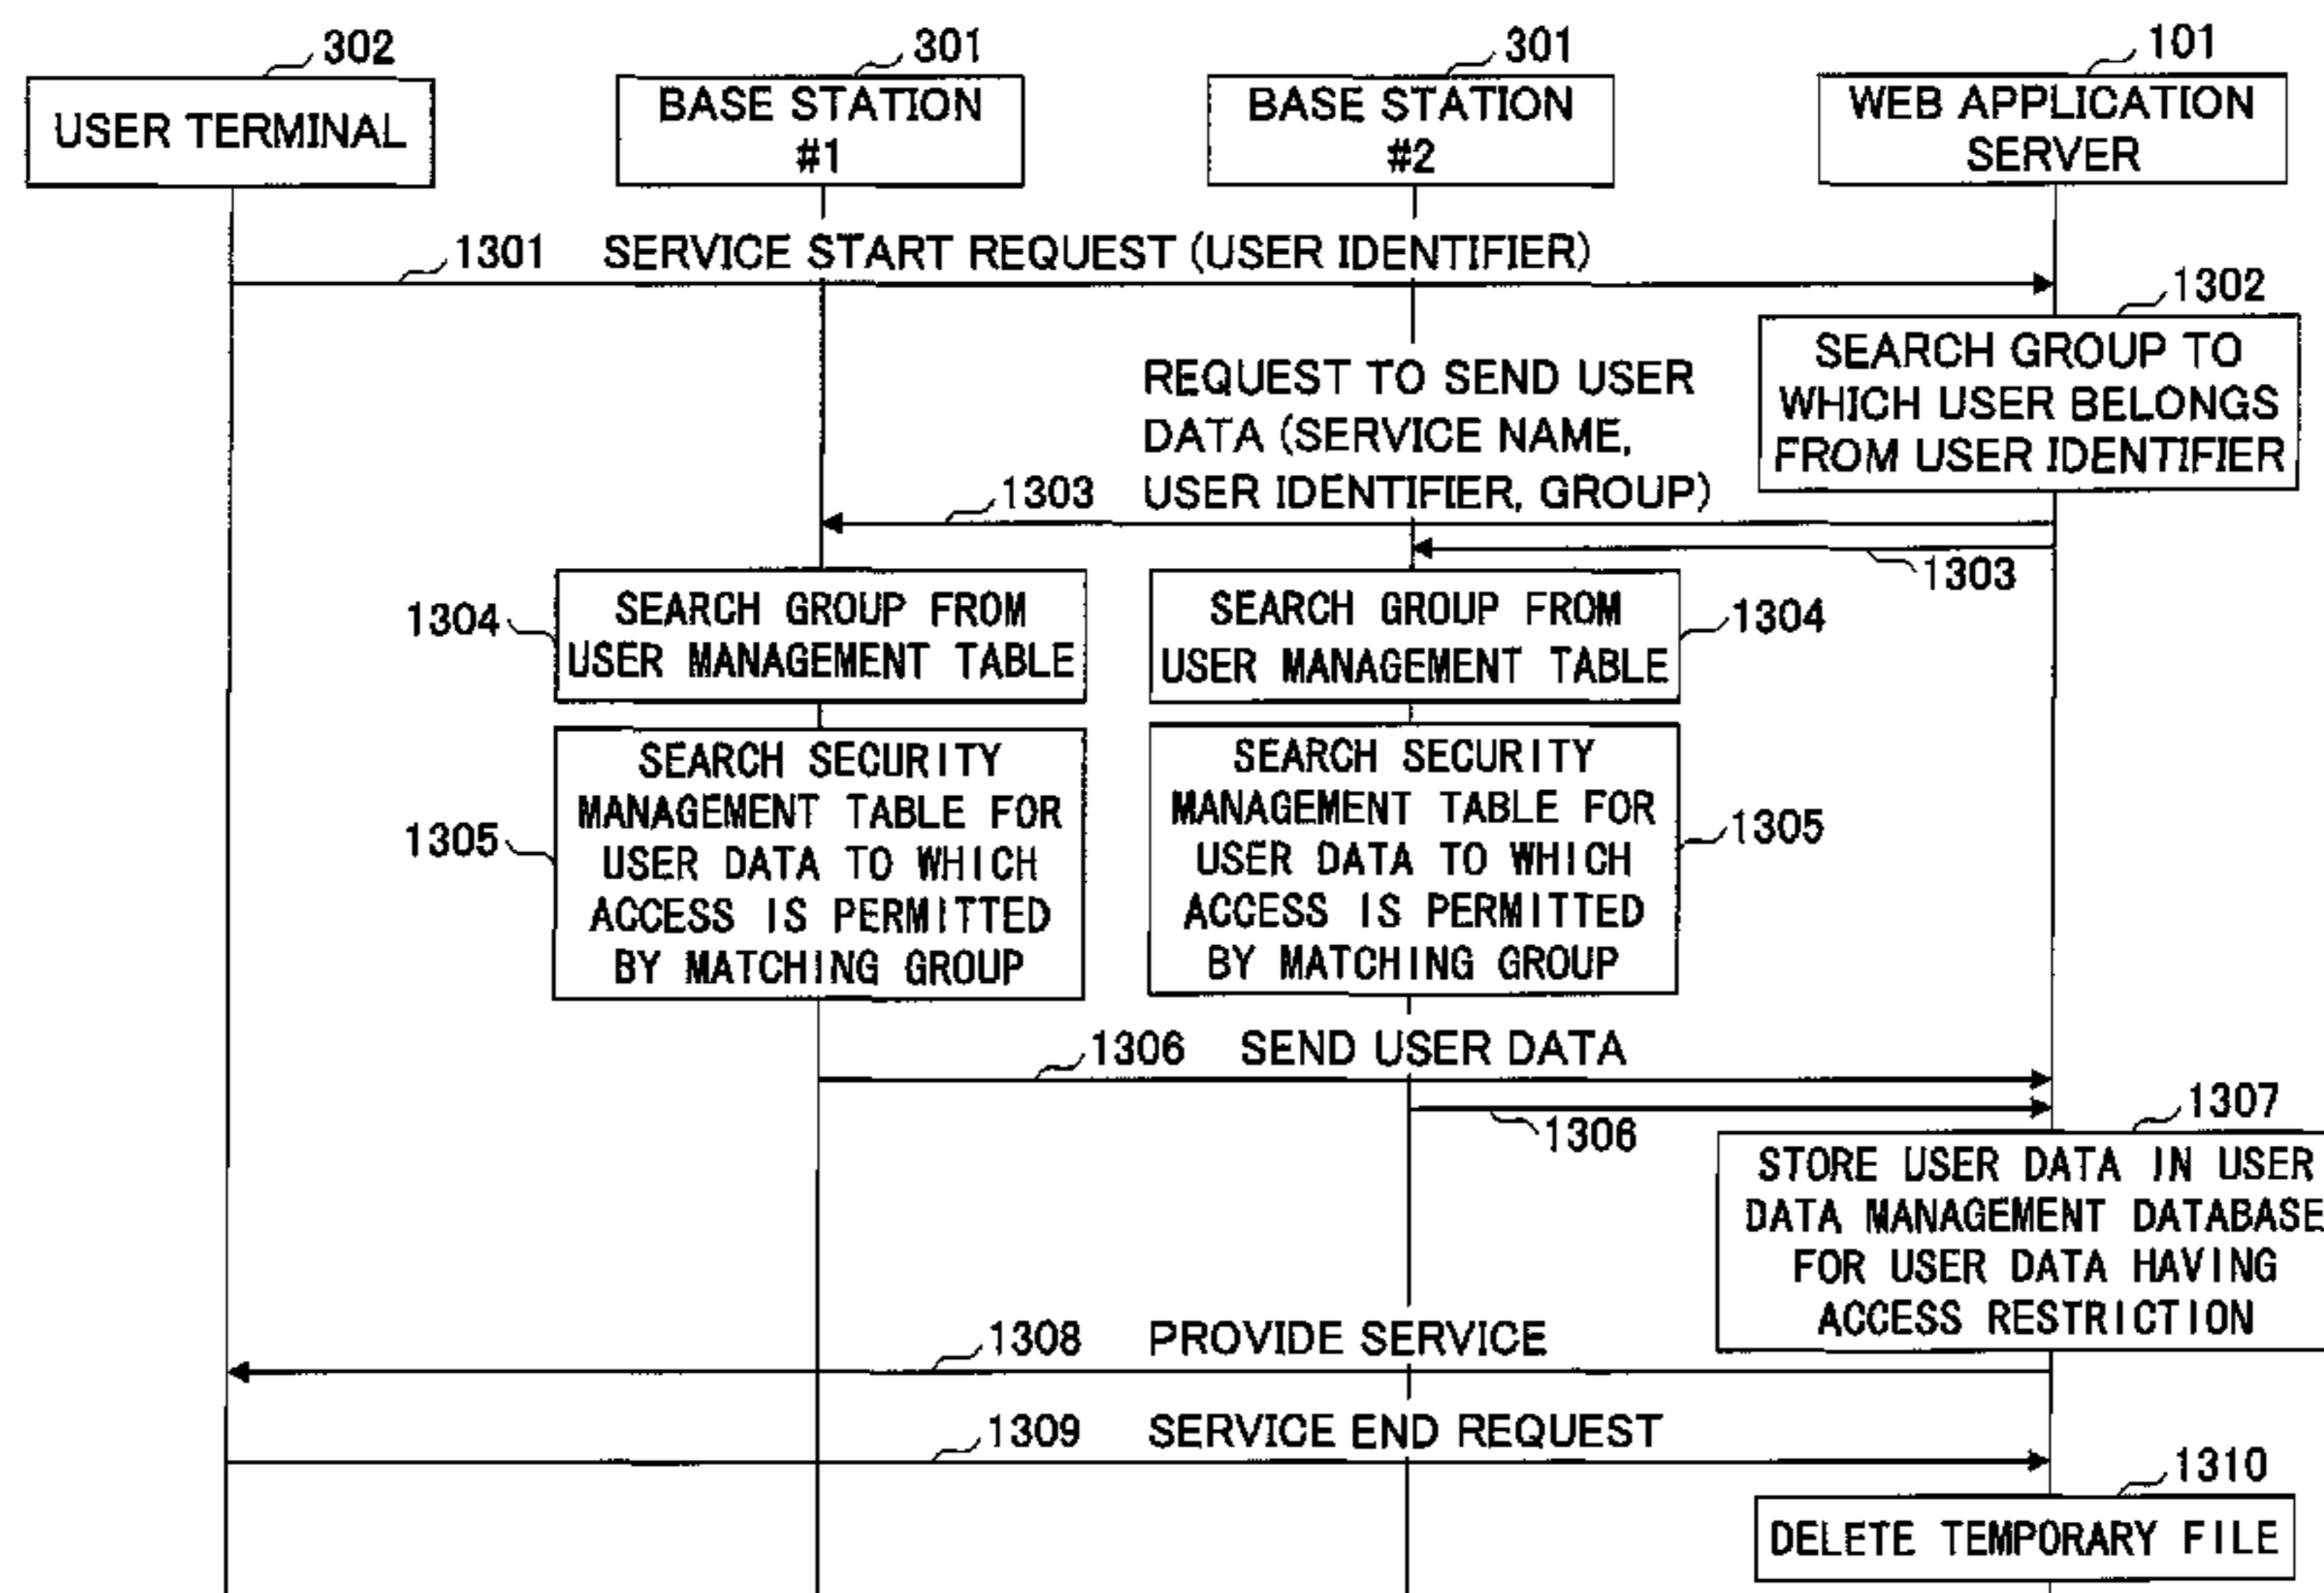 302
301
301
101
USER TERMINAL
BASE STATION
#1
BASE STATION
#2
WEB APPLICATION
SERVER
1301 SERVICE START REQUEST (USER IDENTIFIER)
1302
SEARCH GROUP TO
WHICH USER BELONGS
FROM USER IDENTIFIER
REQUEST TO SEND USER
DATA (SERVICE NAME,
USER IDENTIFIER, GROUP)
1303
1303
1304
SEARCH GROUP FROM
USER MANAGEMENT TABLE
SEARCH GROUP FROM
USER MANAGEMENT TABLE
1304
1305
SEARCH SECURITY
MANAGEMENT TABLE FOR
USER DATA TO WHICH
ACCESS IS PERMITTED
BY MATCHING GROUP
SEARCH SECURITY
MANAGEMENT TABLE FOR
USER DATA TO WHICH
ACCESS IS PERMITTED
BY MATCHING GROUP
1305
1306 SEND USER DATA
1306
1307
STORE USER DATA IN USER
DATA MANAGEMENT DATABASE
FOR USER DATA HAVING
ACCESS RESTRICTION
1308 PROVIDE SERVICE
1309 SERVICE END REQUEST
1310
DELETE TEMPORARY FILE